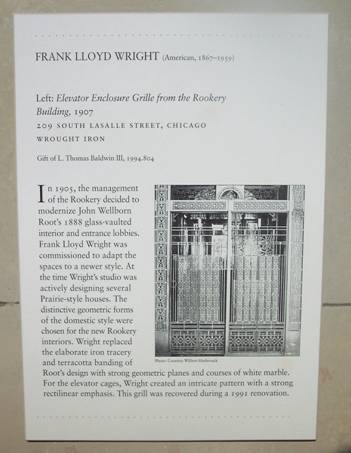 FRANK LLOYD WRIGHT (American, 1867–1959)
Left: Elevator Enclosure Grille from the Rookery
Building, 1907
209 SOUTH LASALLE STREET, CHICAGO
WROUGHT IRON
Gift of L. Thomas Baldwin III, 1994.804
In 1905, the management
of the Rookery decided to
modernize John Wellborn
Root's 1888 glass-vaulted
interior and entrance lobbies.
Frank Lloyd Wright was
commissioned to adapt the
spaces to a newer style. At
the time Wright's studio was
actively designing several
Prairie-style houses. The
distinctive geometric forms
of the domestic style were
chosen for the new Rookery
interiors. Wright replaced
the elaborate iron tracery
and terracotta banding of
Root's design with strong geometric planes and courses of white marble.
For the elevator cages, Wright created an intricate pattern with a strong
rectilinear emphasis. This grill was recovered during a 1991 renovation.
Photo: Courtesy Wilbert Hasbrouck